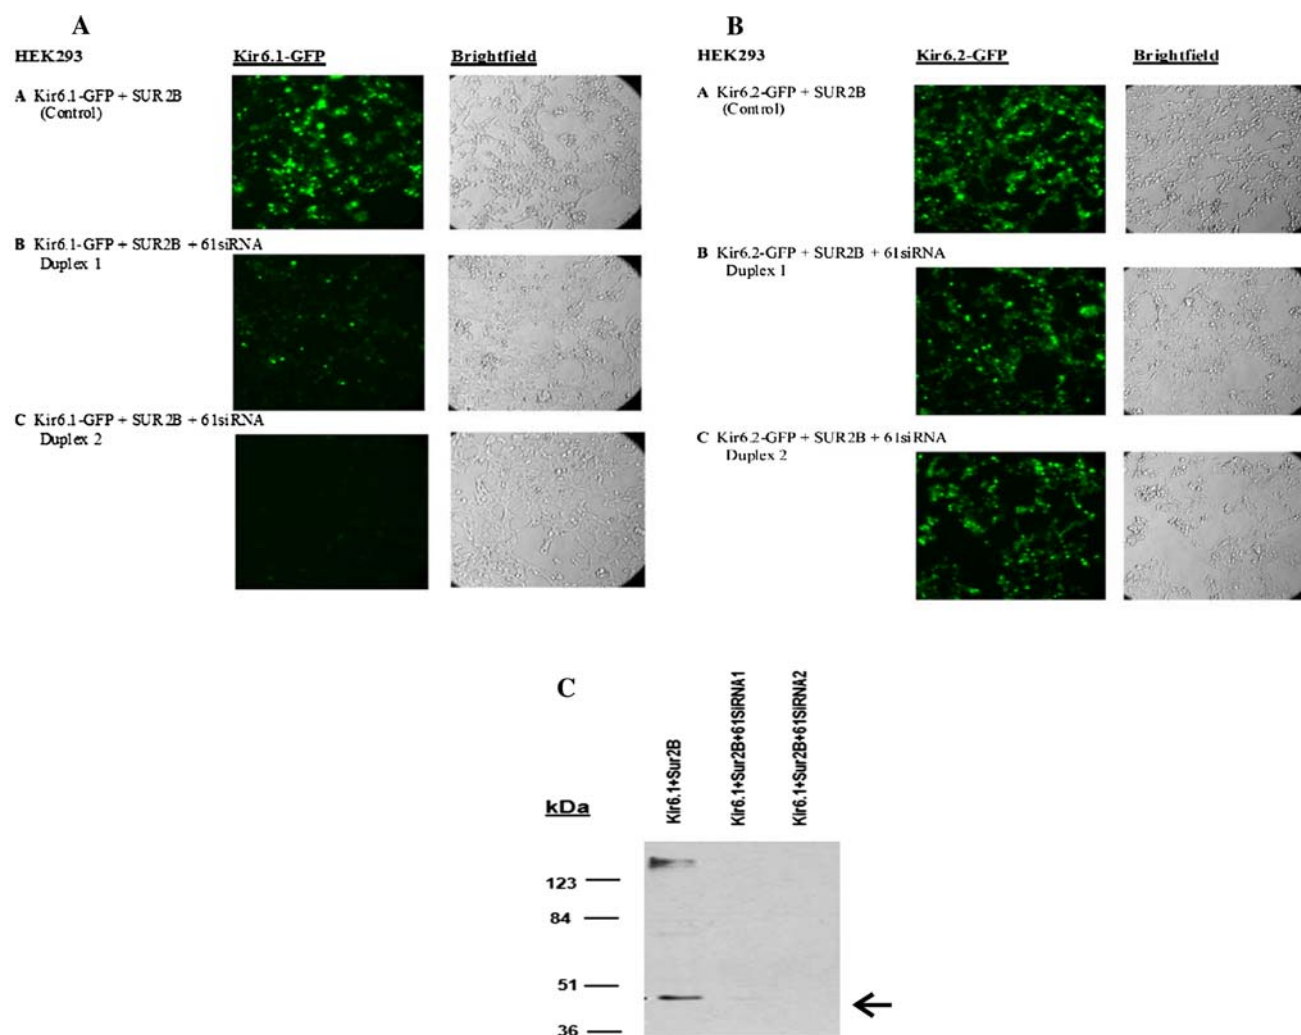 A
HEK293
Kir6.1-GFP
Brightfield
A Kir6.1-GFP + SUR2B
(Control)
B Kir6.1-GFP + SUR2B + 61siRNA
Duplex 1
C Kir6.1-GFP + SUR2B + 61siRNA
Duplex 2
B
HEK293
Kir6.2-GFP
Brightfield
A Kir6.2-GFP + SUR2B
(Control)
B Kir6.2-GFP + SUR2B + 61siRNA
Duplex 1
C Kir6.2-GFP + SUR2B + 61siRNA
Duplex 2
C
kDa
Kir6.1+Sur2B
Kir6.1+Sur2B+61SiRNA1
Kir6.1+Sur2B+61SiRNA2
123
84
51
36